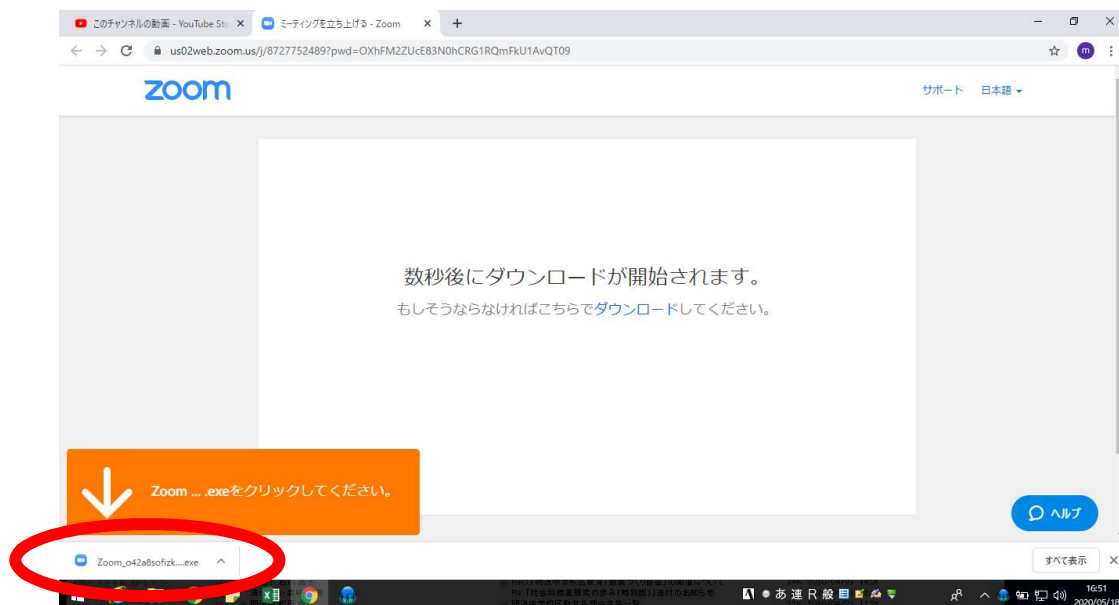 このチャンネルの動画 - YouTube Stu
ミーティングを立ち上げる - Zoom
us02web.zoom.us/j/8727752489?pwd=OXhFM2ZUcE83N0hCRG1RQmFkU1AvQT09
m
zoom
サポート 日本語
数秒後にダウンロードが開始されます。
もしそうならなければこちらでダウンロードしてください。
Zoom ... .exeをクリックしてください。
ヘルプ
Zoom_o42a8sofizk....exe
すべて表示
あ 連 R 般
16:51
2020/05/18